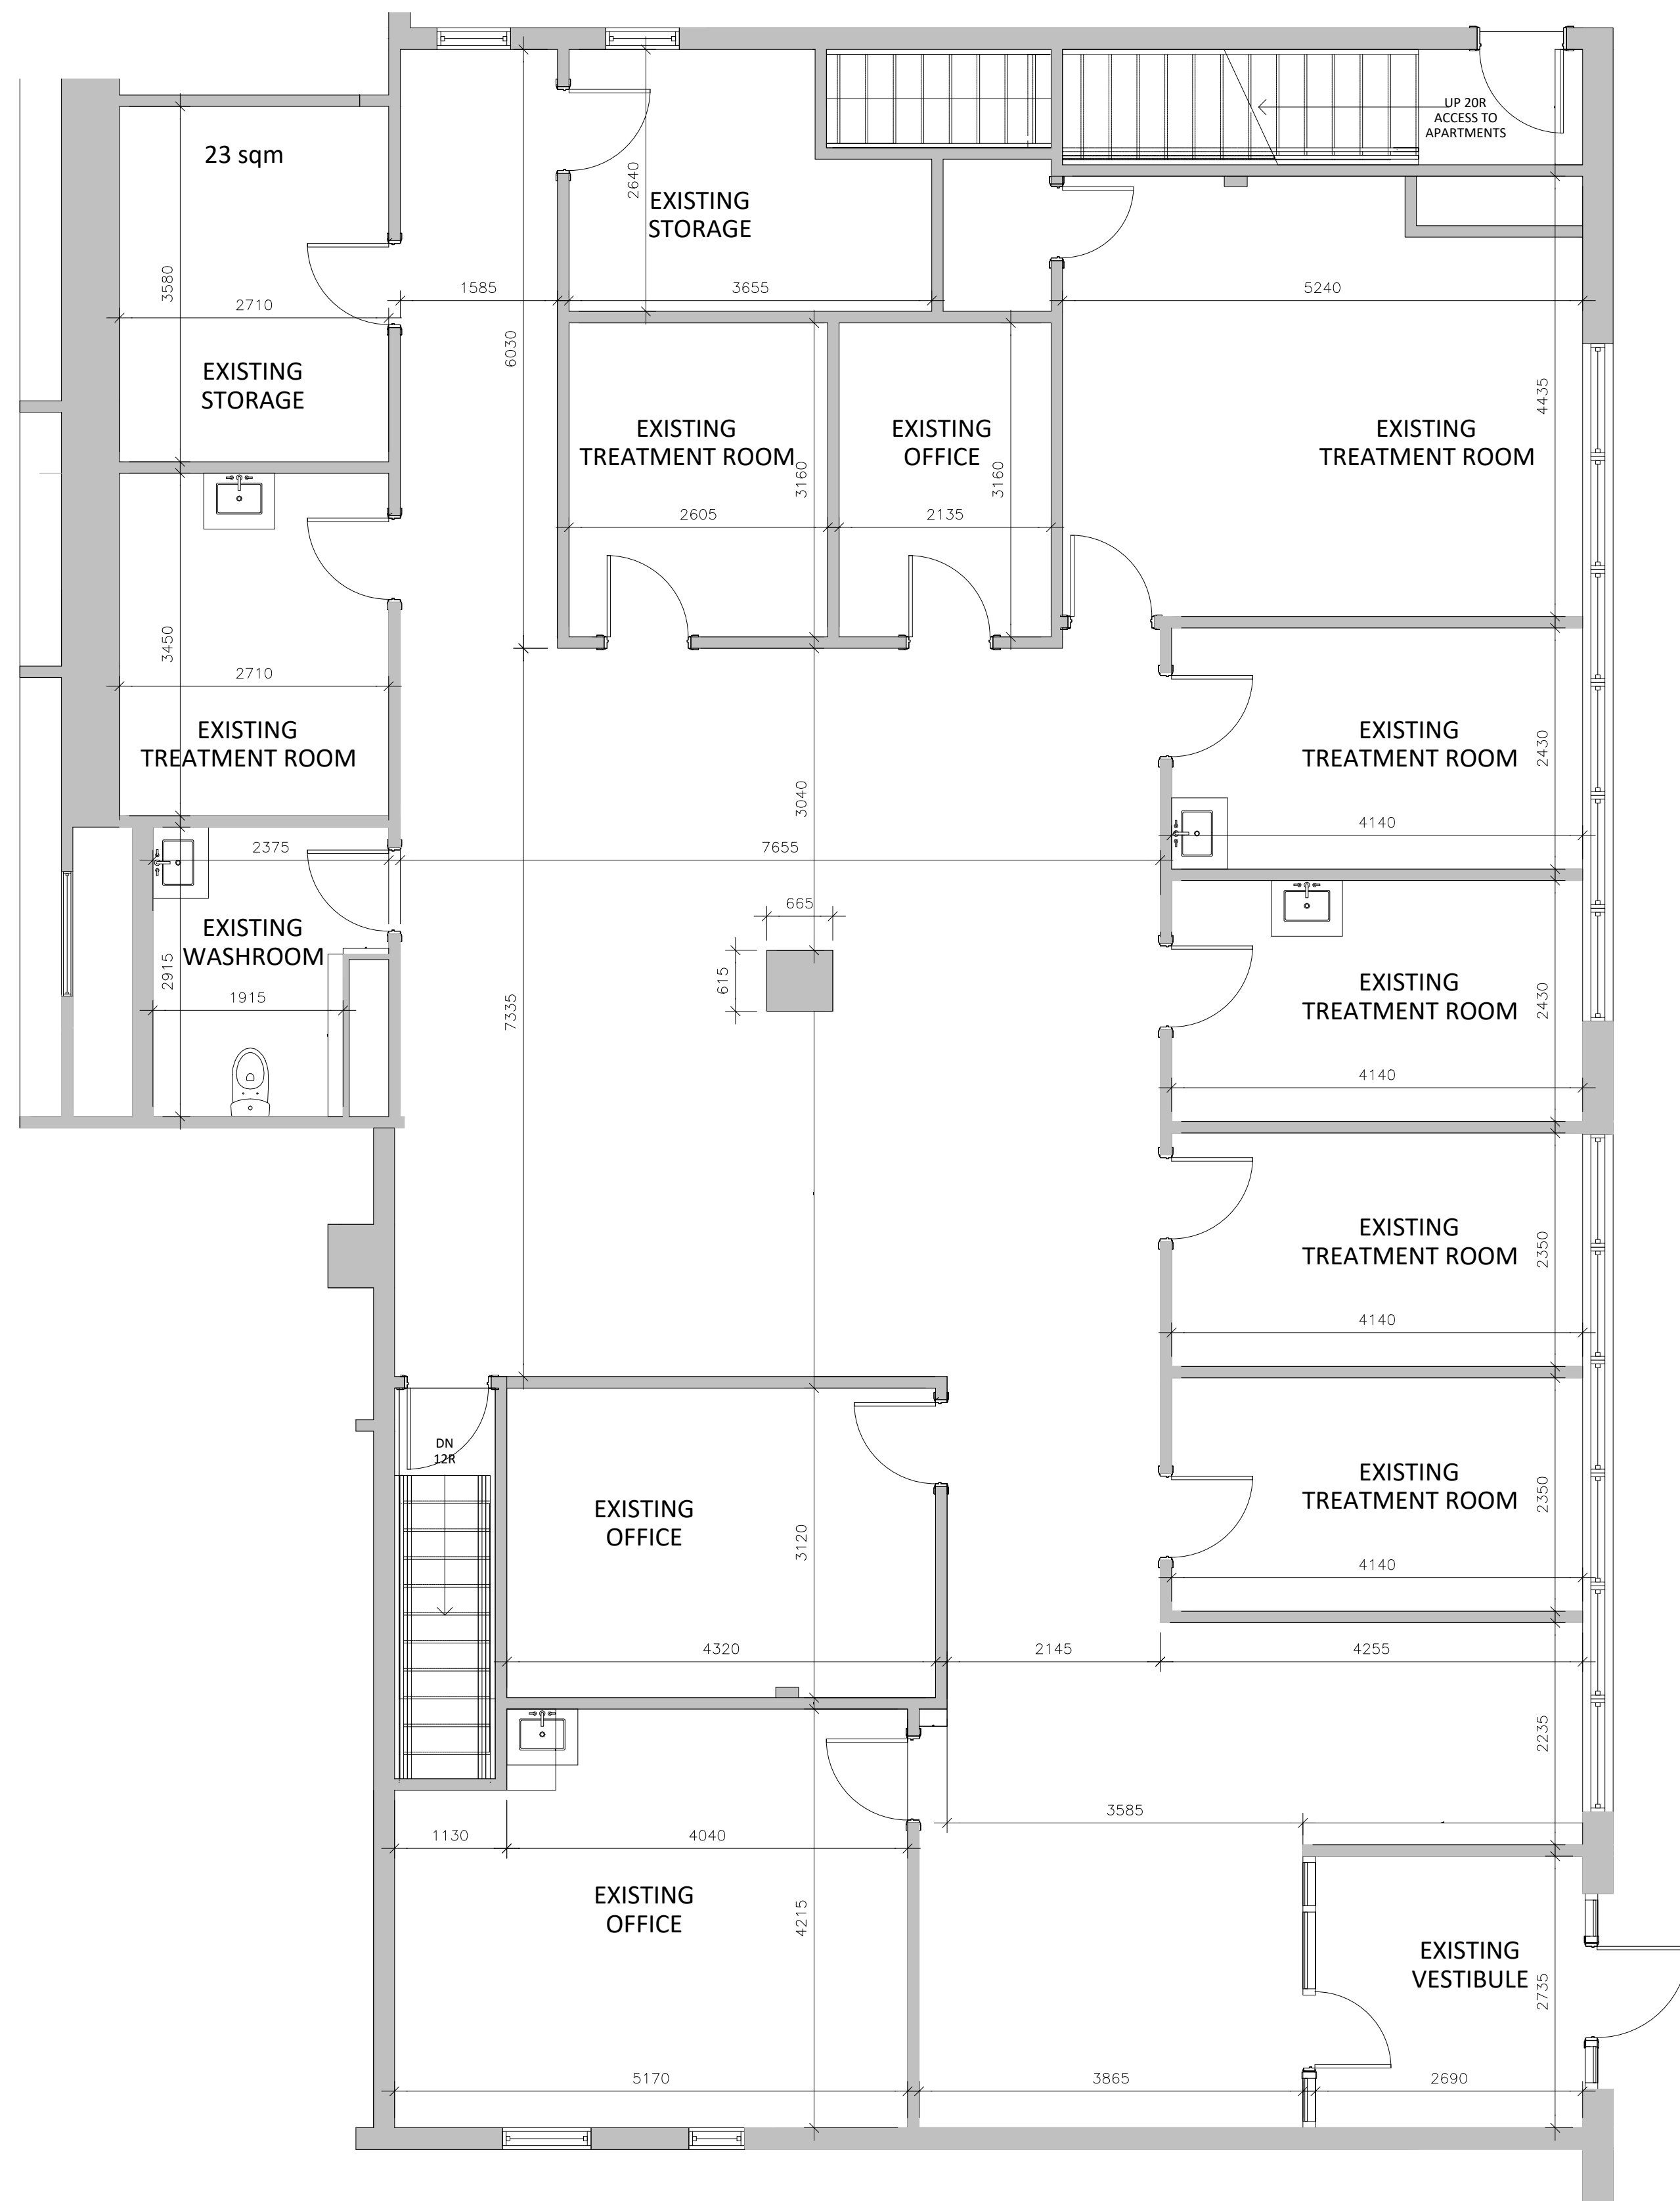 UP 20R
ACCESS TO
APARTMENTS
23 sqm
2640
EXISTING
STORAGE
3580
2710
1585
3655
5240
6030
EXISTING
STORAGE
4435
EXISTING
TREATMENT ROOM
3160
EXISTING
OFFICE
3160
EXISTING
TREATMENT ROOM
2605
2135
3450
2710
EXISTING
TREATMENT ROOM
EXISTING
TREATMENT ROOM
2430
3040
4140
2375
7655
665
EXISTING
WASHROOM
2915
1915
615
7335
EXISTING
TREATMENT ROOM
2430
4140
EXISTING
TREATMENT ROOM
2350
4140
DN
12R
EXISTING
OFFICE
3120
EXISTING
TREATMENT ROOM
2350
4140
4320
2145
4255
2235
3585
1130
4040
EXISTING
OFFICE
4215
EXISTING
VESTIBULE
2735
5170
3865
2690